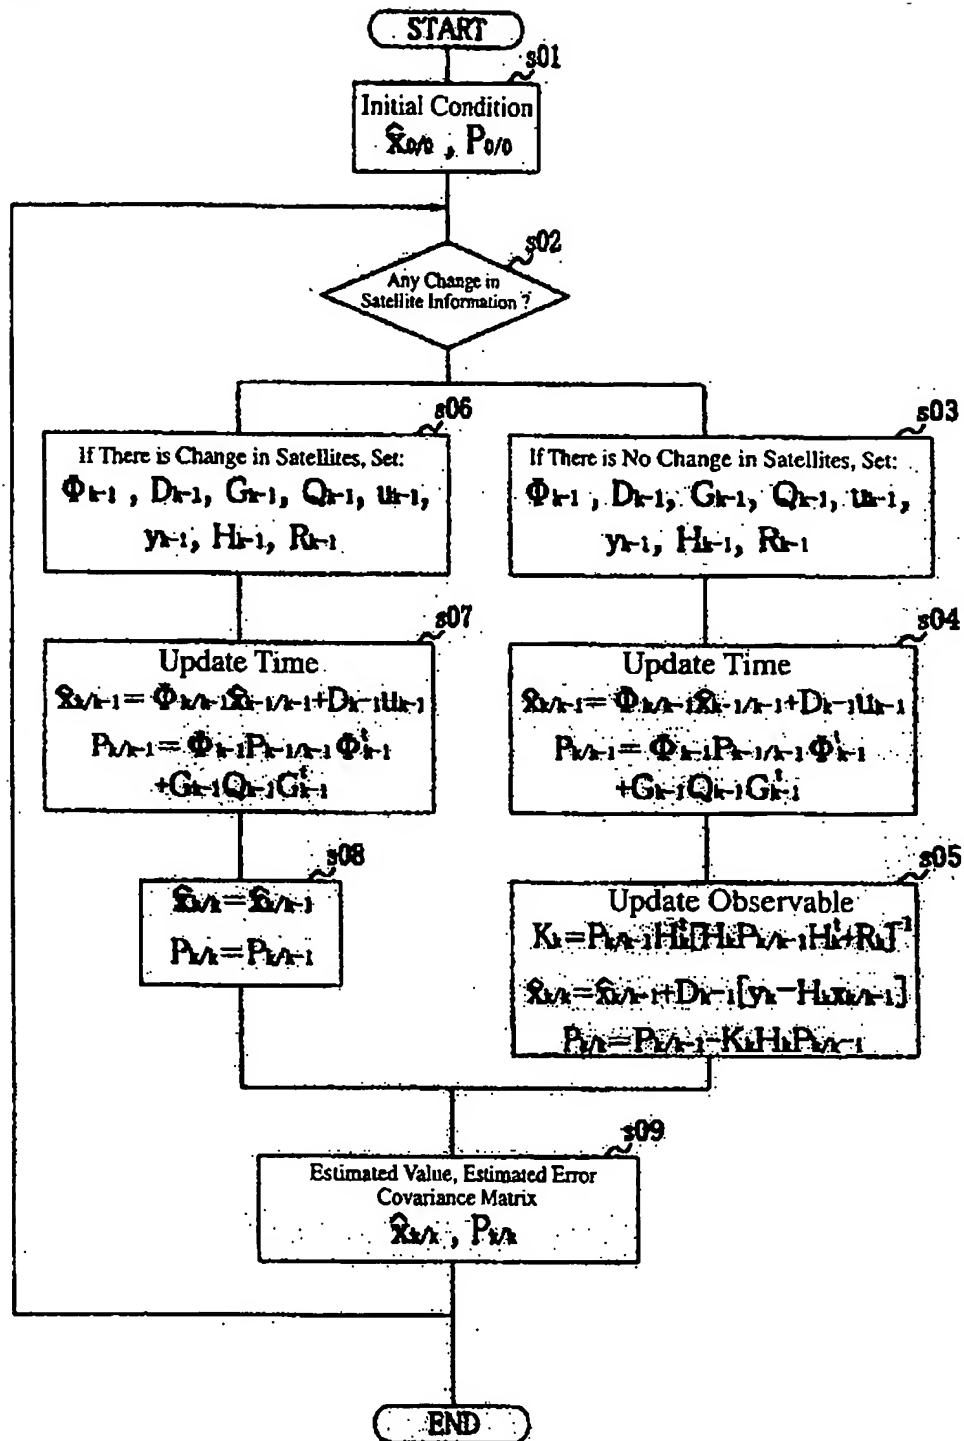 START
s01
Initial Condition
x̂0/0 , P0/0
s02
Any Change in
Satellite Information ?
s06
If There is Change in Satellites, Set:
Φk-1 , Dk-1, Gk-1, Qk-1, uk-1,
yk-1, Hk-1, Rk-1
s03
If There is No Change in Satellites, Set:
Φk-1 , Dk-1, Gk-1, Qk-1, uk-1,
yk-1, Hk-1, Rk-1
s07
Update Time
x̂k/k-1=Φk/k-1x̂k-1/k-1+Dk-1uk-1
Pk/k-1=Φk-1Pk-1/k-1Φᵗk-1
+Gk-1Qk-1Gᵗk-1
s04
Update Time
x̂k/k-1=Φk/k-1x̂k-1/k-1+Dk-1uk-1
Pk/k-1=Φk-1Pk-1/k-1Φᵗk-1
+Gk-1Qk-1Gᵗk-1
s08
x̂k/k=x̂k/k-1
Pk/k=Pk/k-1
s05
Update Observable
Kk=Pk/k-1Hᵗk[HkPk/k-1Hᵗk+Rk]⁻¹
x̂k/k=x̂k/k-1+Dk-1[yk-Hkxk/k-1]
Pk/k=Pk/k-1-KkHkPk/k-1
s09
Estimated Value, Estimated Error
Covariance Matrix
x̂k/k , Pk/k
END